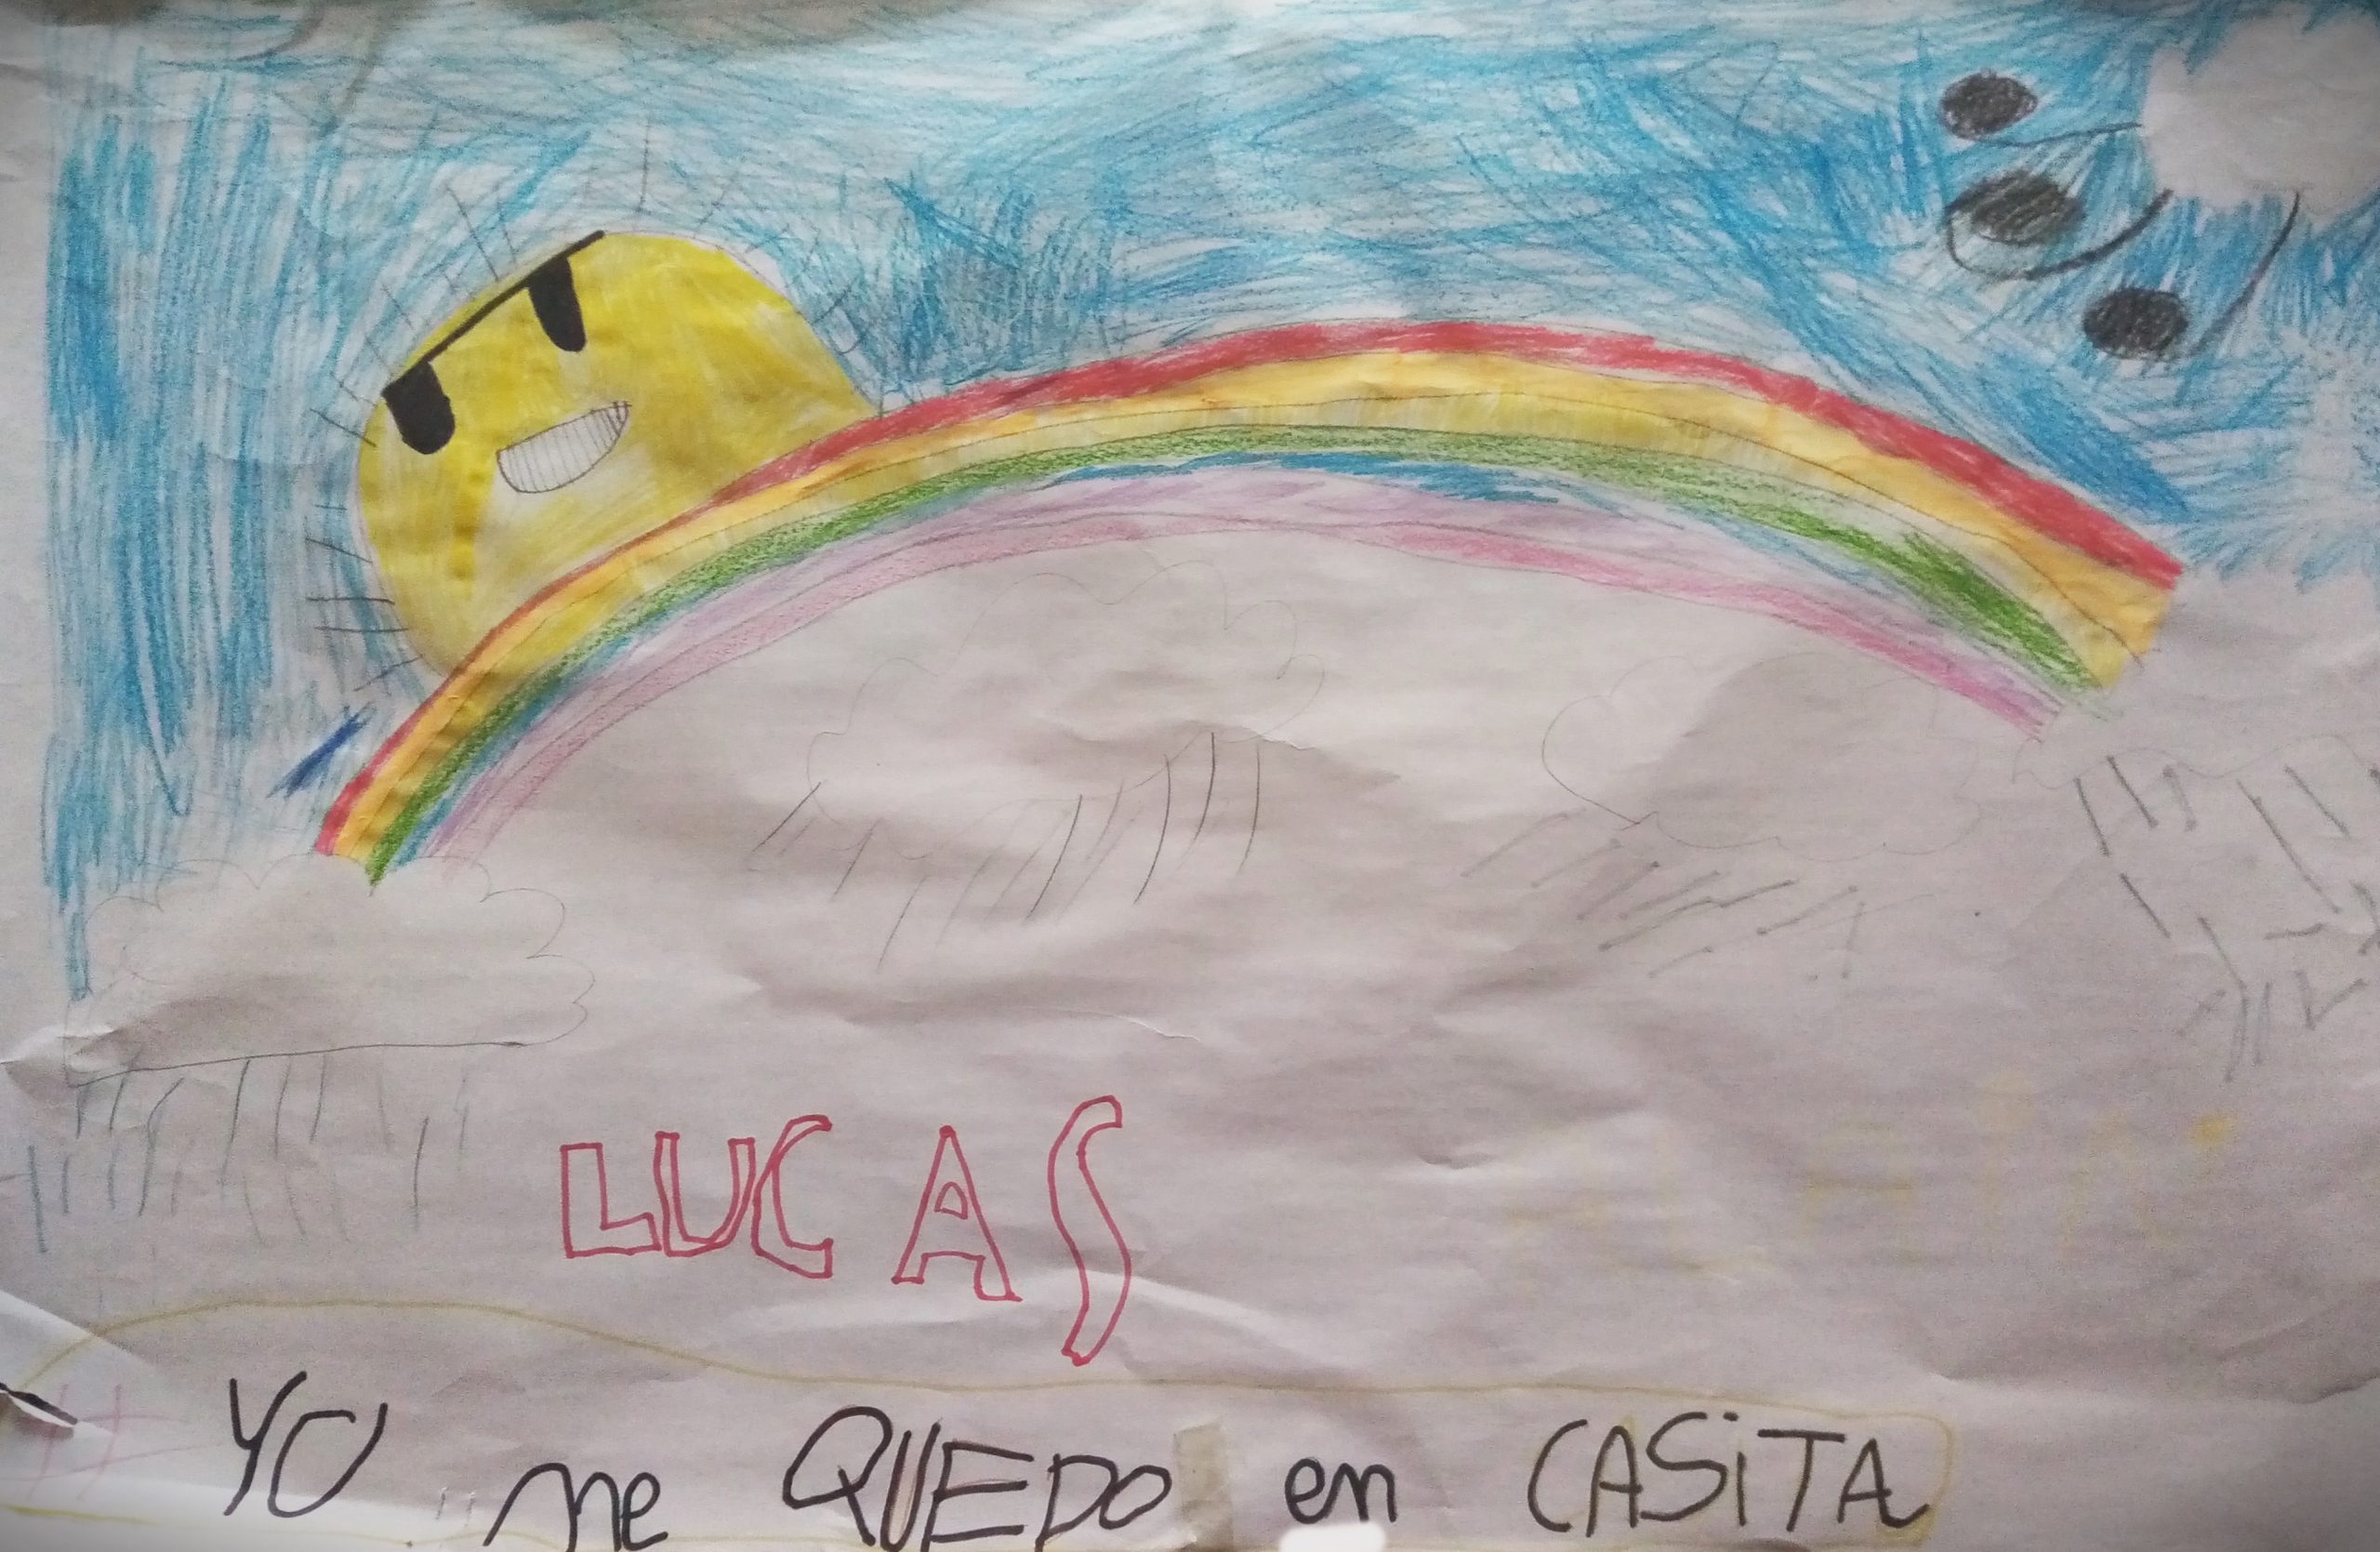 LUCAS
YO me QUEDO en CASiTA